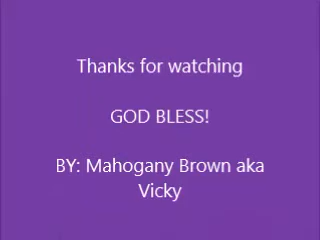 Thanks for watching
GOD BLESS!
BY: Mahogany Brown aka
Vicky